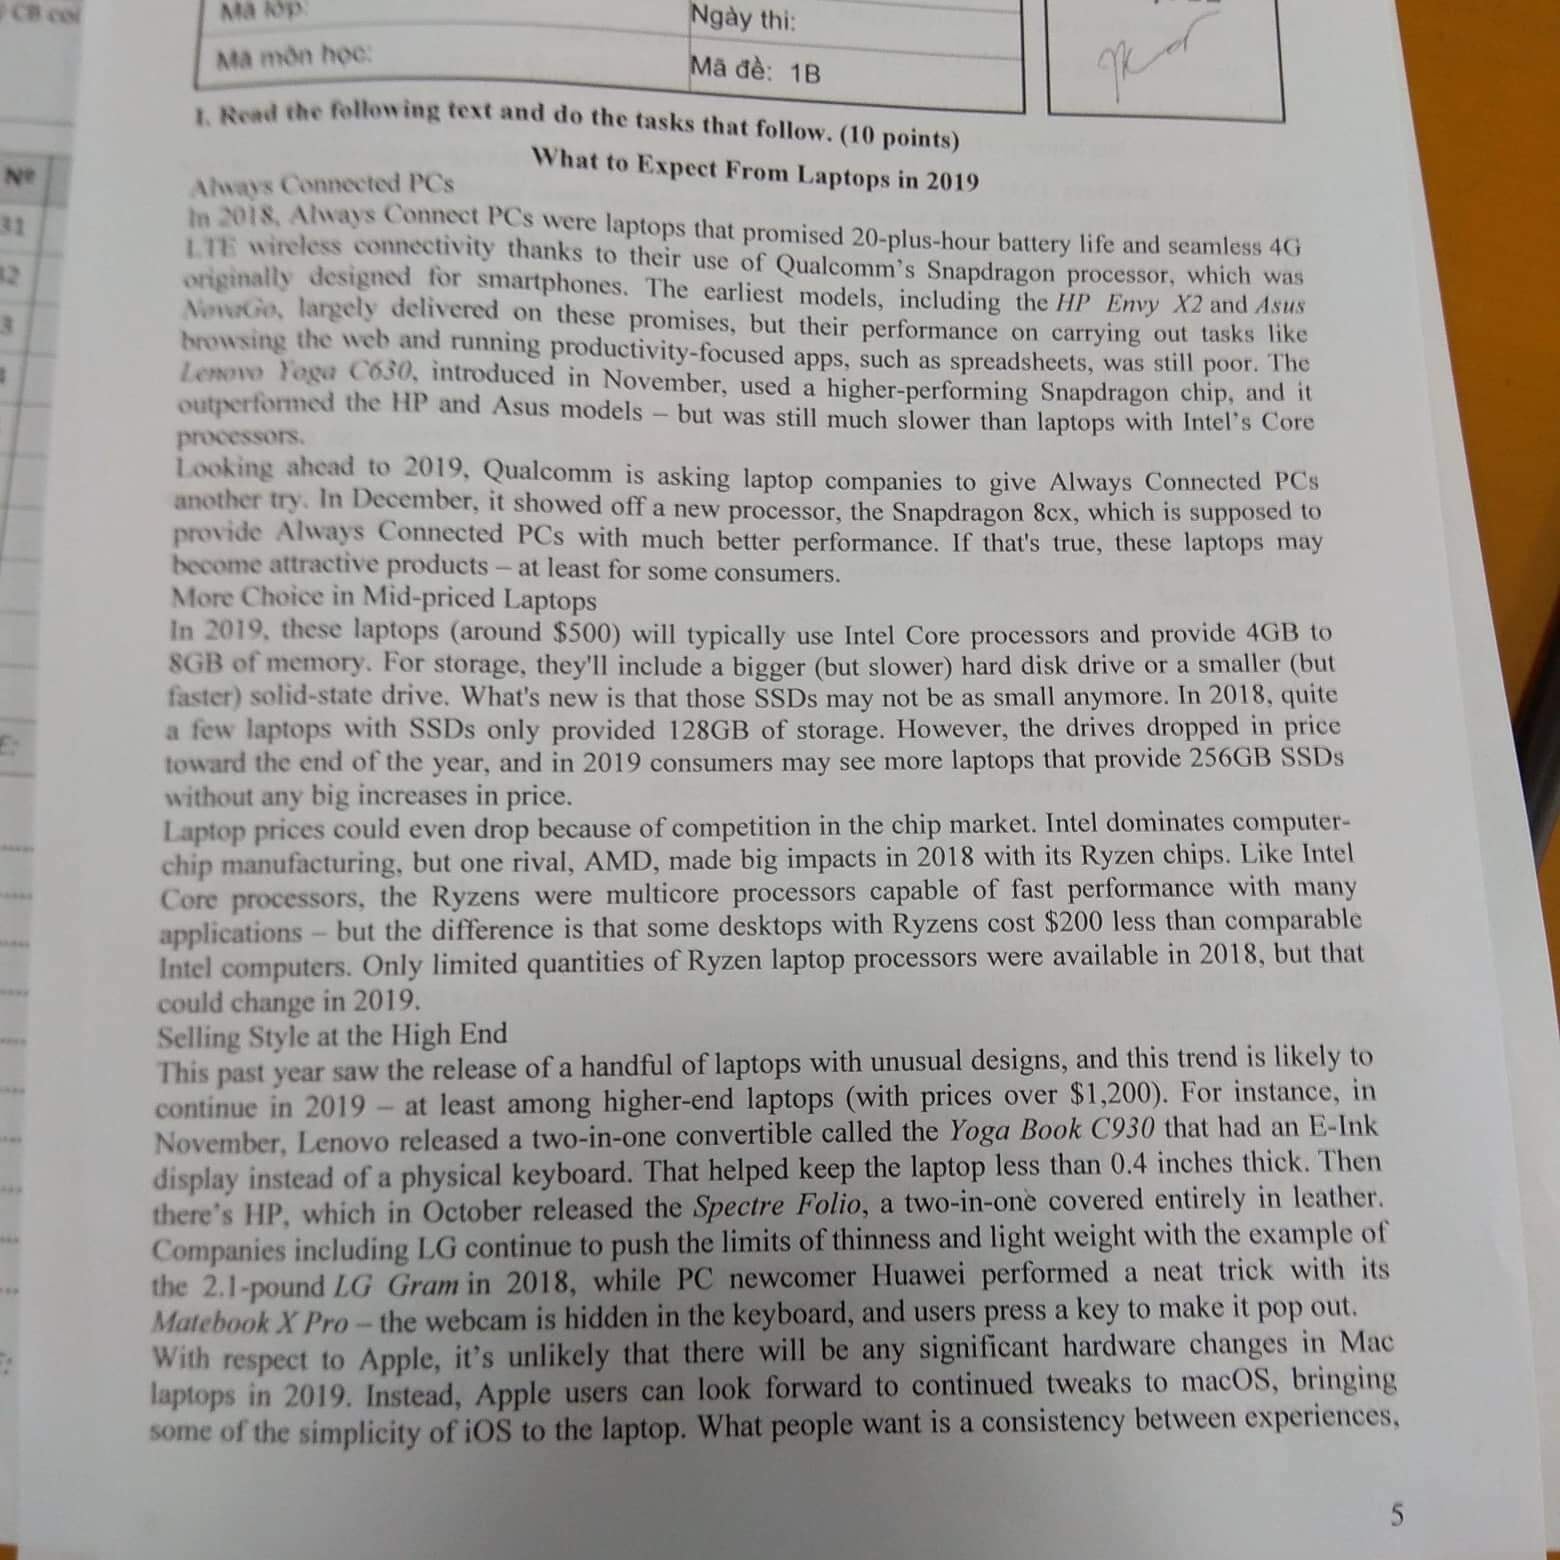 CB coi
Mã lớp:
Ngày thi:
Mã môn học:
Mã đề: 1B
Nº
31
I. Read the following text and do the tasks that follow. (10 points)
What to Expect From Laptops in 2019
Always Connected PCs
In 2018, Always Connect PCs were laptops that promised 20-plus-hour battery life and seamless 4G
LTE wireless connectivity thanks to their use of Qualcomm's Snapdragon processor, which was
originally designed for smartphones. The earliest models, including the HP Envy X2 and Asus
NovaGo, largely delivered on these promises, but their performance on carrying out tasks like
browsing the web and running productivity-focused apps, such as spreadsheets, was still poor. The
Lenovo Yoga C630, introduced in November, used a higher-performing Snapdragon chip, and it
outperformed the HP and Asus models – but was still much slower than laptops with Intel's Core
processors.
Looking ahead to 2019, Qualcomm is asking laptop companies to give Always Connected PCs
another try. In December, it showed off a new processor, the Snapdragon 8cx, which is supposed to
provide Always Connected PCs with much better performance. If that's true, these laptops may
become attractive products – at least for some consumers.
More Choice in Mid-priced Laptops
In 2019, these laptops (around $500) will typically use Intel Core processors and provide 4GB to
8GB of memory. For storage, they'll include a bigger (but slower) hard disk drive or a smaller (but
faster) solid-state drive. What's new is that those SSDs may not be as small anymore. In 2018, quite
a few laptops with SSDs only provided 128GB of storage. However, the drives dropped in price
toward the end of the year, and in 2019 consumers may see more laptops that provide 256GB SSDs
without any big increases in price.
Laptop prices could even drop because of competition in the chip market. Intel dominates computer-
chip manufacturing, but one rival, AMD, made big impacts in 2018 with its Ryzen chips. Like Intel
Core processors, the Ryzens were multicore processors capable of fast performance with many
applications – but the difference is that some desktops with Ryzens cost $200 less than comparable
Intel computers. Only limited quantities of Ryzen laptop processors were available in 2018, but that
could change in 2019.
Selling Style at the High End
This past year saw the release of a handful of laptops with unusual designs, and this trend is likely to
continue in 2019 – at least among higher-end laptops (with prices over $1,200). For instance, in
November, Lenovo released a two-in-one convertible called the Yoga Book C930 that had an E-Ink
display instead of a physical keyboard. That helped keep the laptop less than 0.4 inches thick. Then
there's HP, which in October released the Spectre Folio, a two-in-one covered entirely in leather.
Companies including LG continue to push the limits of thinness and light weight with the example of
the 2.1-pound LG Gram in 2018, while PC newcomer Huawei performed a neat trick with its
Matebook X Pro – the webcam is hidden in the keyboard, and users press a key to make it pop out.
With respect to Apple, it's unlikely that there will be any significant hardware changes in Mac
laptops in 2019. Instead, Apple users can look forward to continued tweaks to macOS, bringing
some of the simplicity of iOS to the laptop. What people want is a consistency between experiences,
5